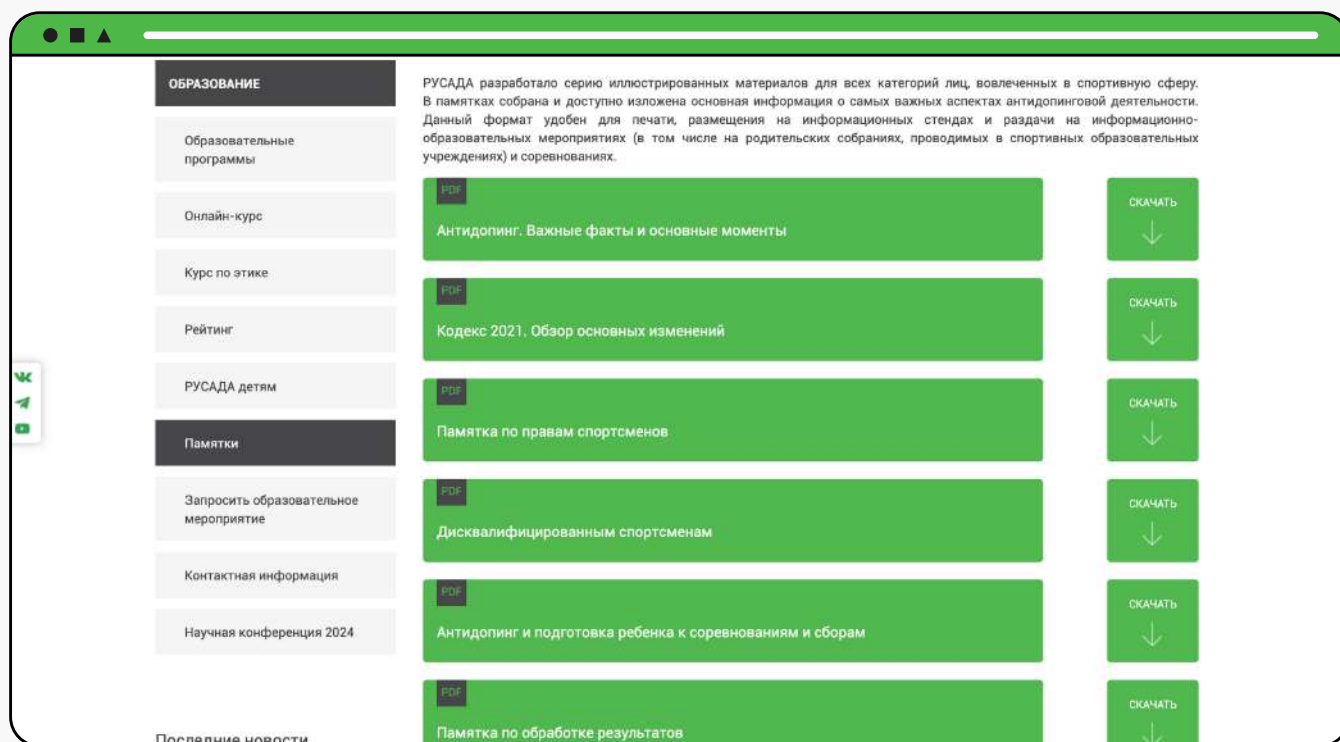 ОБРАЗОВАНИЕ
Образовательные
программы
Онлайн-курс
Курс по этике
Рейтинг
РУСАДА детям
Памятки
Запросить образовательное
мероприятие
Контактная информация
Научная конференция 2024
Последние новости
РУСАДА разработало серию иллюстрированных материалов для всех категорий лиц, вовлеченных в спортивную сферу.
В памятках собрана и доступно изложена основная информация о самых важных аспектах антидопинговой деятельности.
Данный формат удобен для печати, размещения на информационных стендах и раздачи на информационно-
образовательных мероприятиях (в том числе на родительских собраниях, проводимых в спортивных образовательных
учреждениях) и соревнованиях.
PDF
Антидопинг. Важные факты и основные моменты
СКАЧАТЬ
PDF
Кодекс 2021. Обзор основных изменений
СКАЧАТЬ
PDF
Памятка по правам спортсменов
СКАЧАТЬ
PDF
Дисквалифицированным спортсменам
СКАЧАТЬ
PDF
Антидопинг и подготовка ребенка к соревнованиям и сборам
СКАЧАТЬ
PDF
Памятка по обработке результатов
СКАЧАТЬ